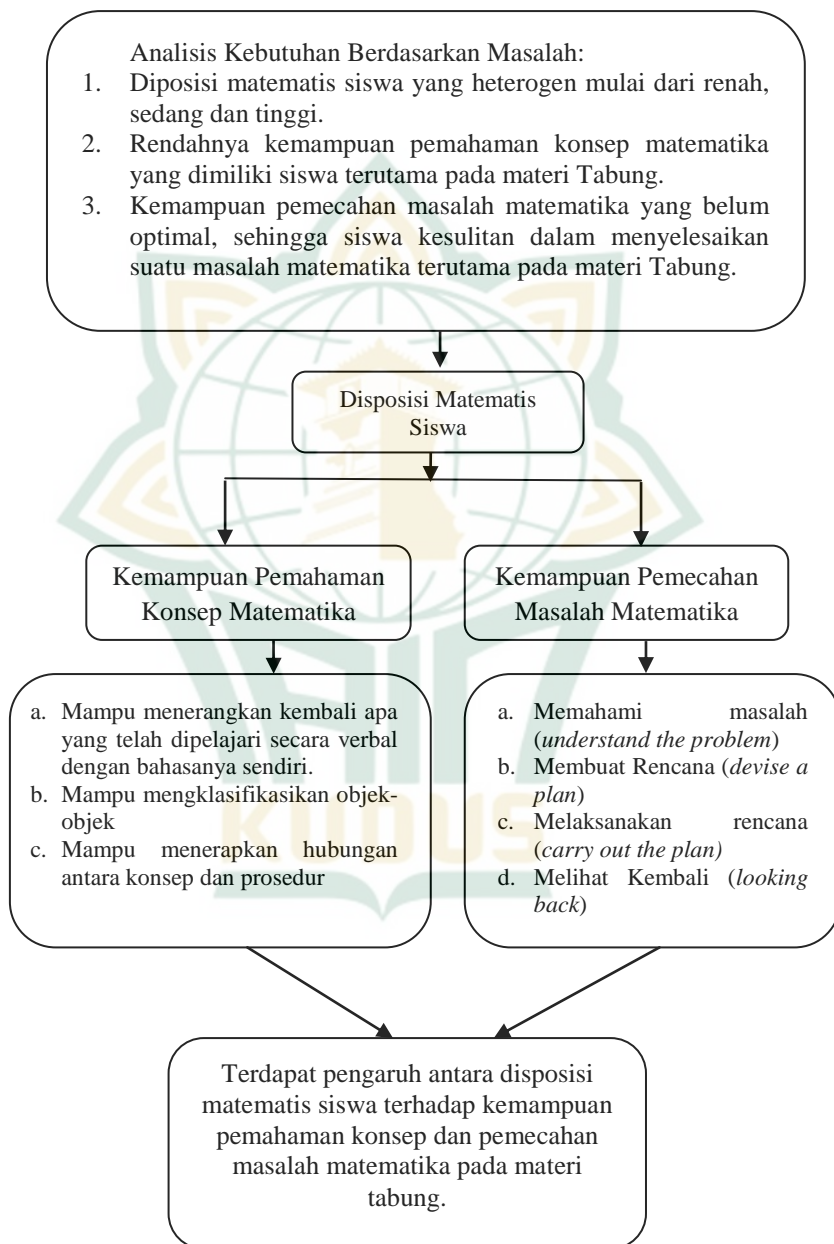 Analisis Kebutuhan Berdasarkan Masalah:
1. Diposisi matematis siswa yang heterogen mulai dari renah,
sedang dan tinggi.
2. Rendahnya kemampuan pemahaman konsep matematika
yang dimiliki siswa terutama pada materi Tabung.
3. Kemampuan pemecahan masalah matematika yang belum
optimal, sehingga siswa kesulitan dalam menyelesaikan
suatu masalah matematika terutama pada materi Tabung.
Disposisi Matematis
Siswa
Kemampuan Pemahaman
Konsep Matematika
Kemampuan Pemecahan
Masalah Matematika
a. Mampu menerangkan kembali apa
yang telah dipelajari secara verbal
dengan bahasanya sendiri.
b. Mampu mengklasifikasikan objek-
objek
c. Mampu menerapkan hubungan
antara konsep dan prosedur
a. Memahami masalah
(understand the problem)
b. Membuat Rencana (devise a
plan)
c. Melaksanakan rencana
(carry out the plan)
d. Melihat Kembali (looking
back)
KUDUS
Terdapat pengaruh antara disposisi
matematis siswa terhadap kemampuan
pemahaman konsep dan pemecahan
masalah matematika pada materi
tabung.